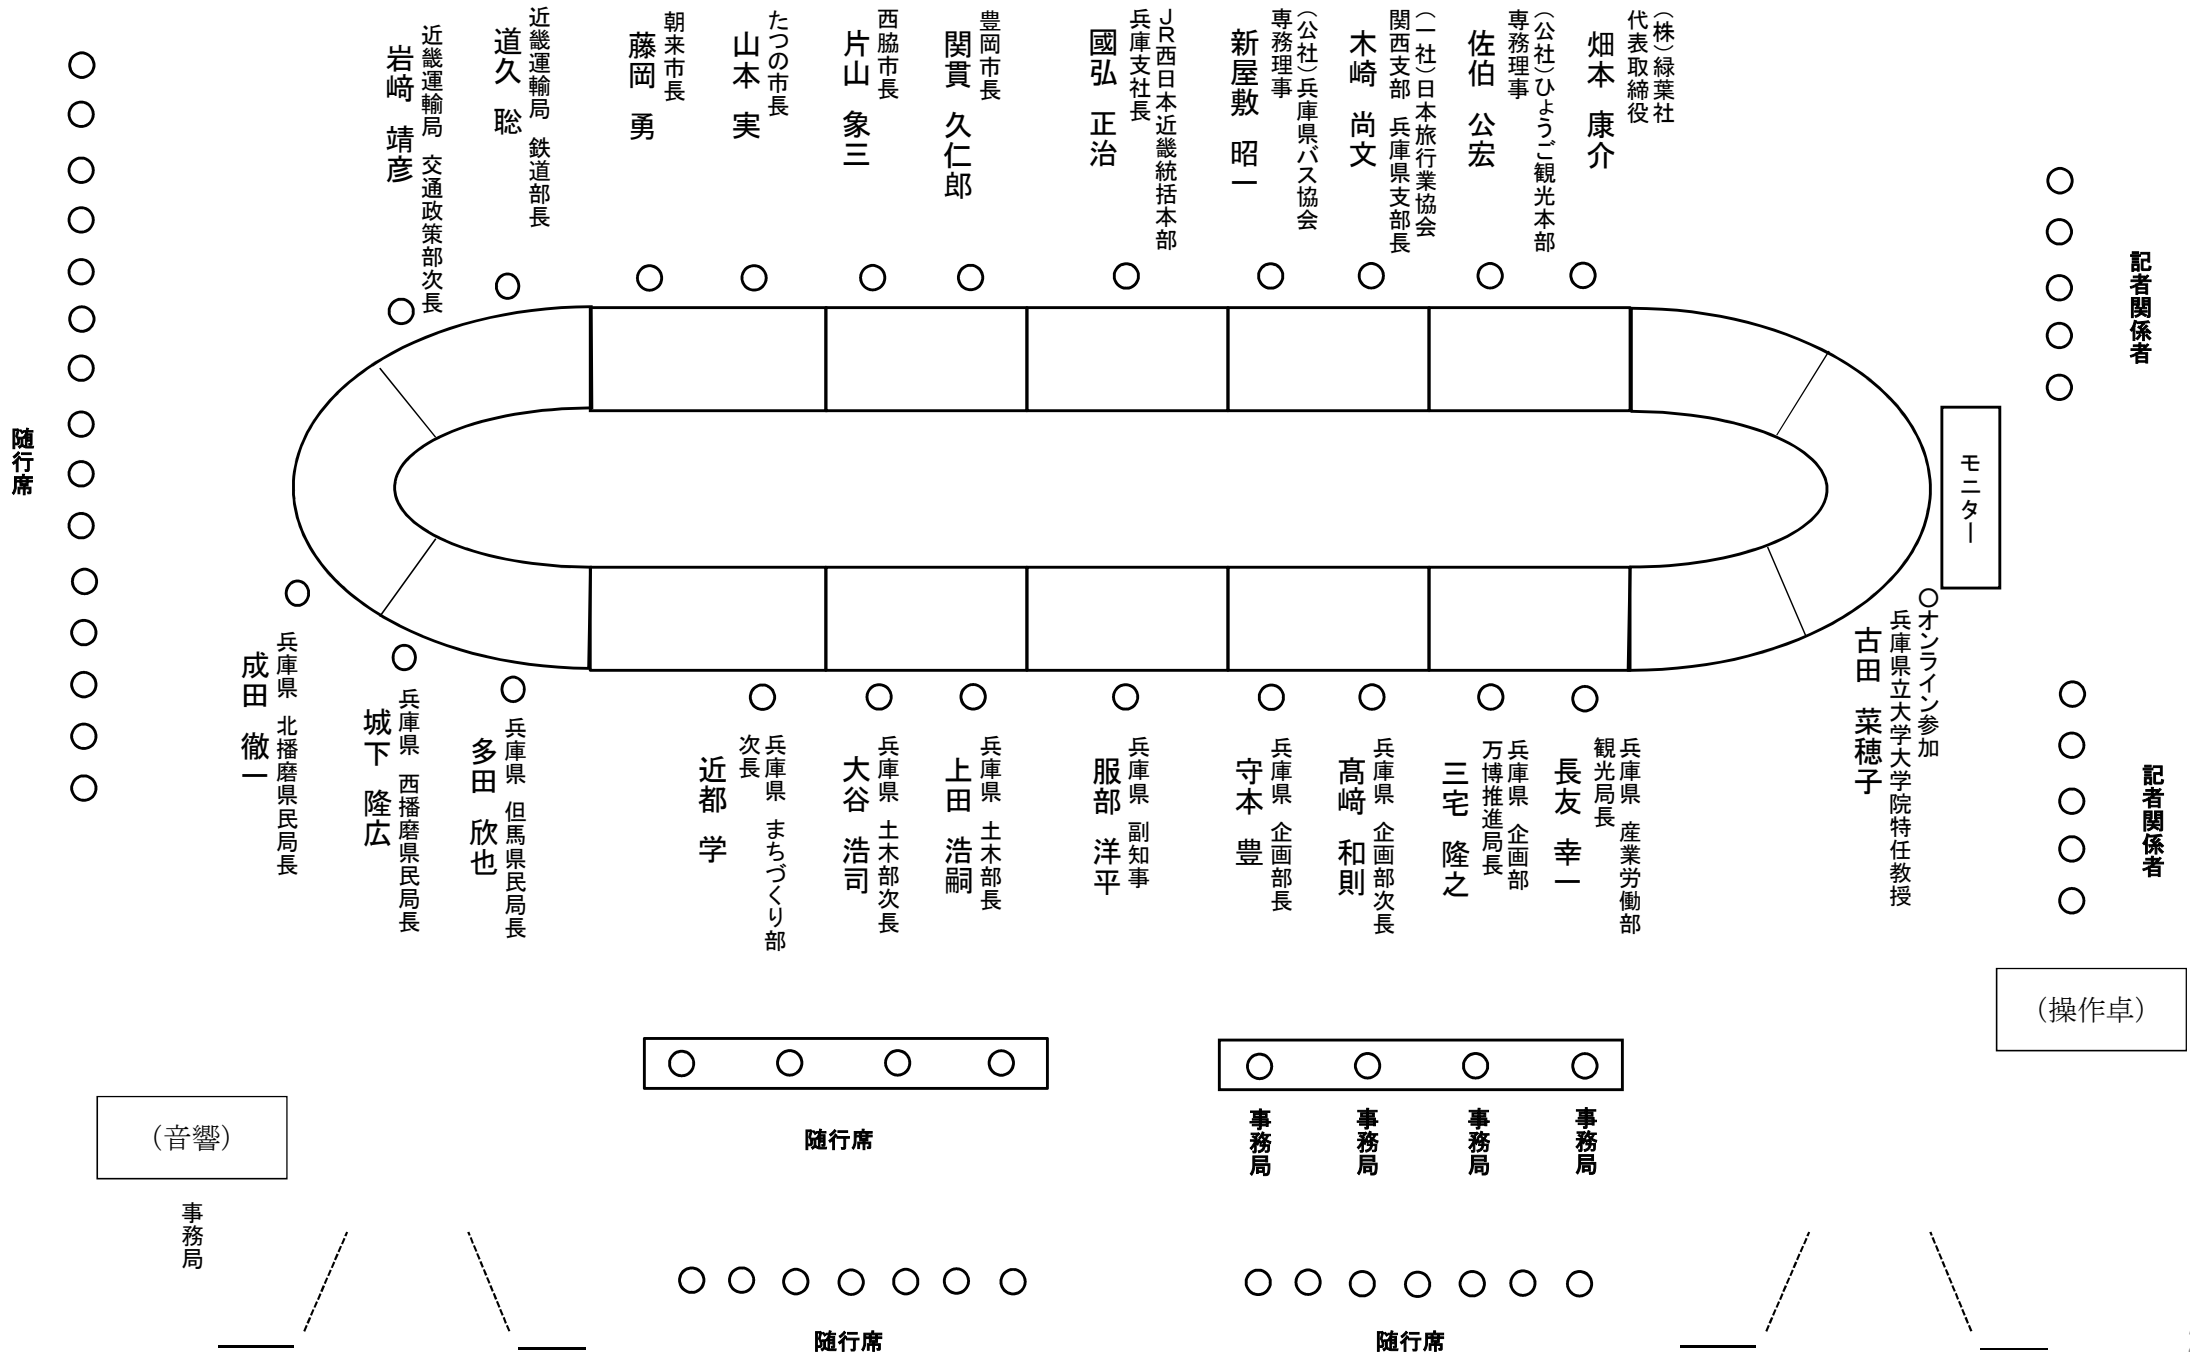 （株）緑葉社
代表取締役
畑本 康介
（公社）ひょうご観光本部
専務理事
佐伯 公宏
（一社）日本旅行業協会
関西支部 兵庫県支部長
木崎 尚文
（公社）兵庫県バス協会
専務理事
新屋敷 昭一
ＪＲ西日本近畿統括本部
兵庫支社長
國弘 正治
豊岡市長
関貫 久仁郎
西脇市長
片山 象三
たつの市長
山本 実
朝来市長
藤岡 勇
近畿運輸局 鉄道部長
道久 聡
近畿運輸局 交通政策部次長
岩﨑 靖彦
記者関係者
モニター
随行席
○オンライン参加
兵庫県立大学大学院特任教授
古田 菜穂子
兵庫県 産業労働部
観光局長
長友 幸一
兵庫県 企画部
万博推進局長
三宅 隆之
兵庫県 企画部次長
髙﨑 和則
兵庫県 企画部長
守本 豊
兵庫県 副知事
服部 洋平
兵庫県 土木部長
上田 浩嗣
兵庫県 土木部次長
大谷 浩司
兵庫県 まちづくり部
次長
近都 学
兵庫県 但馬県民局長
多田 欣也
兵庫県 西播磨県民局長
城下 隆広
兵庫県 北播磨県民局長
成田 徹一
記者関係者
（操作卓）
事務局
事務局
事務局
事務局
随行席
（音響）
事務局
随行席
随行席